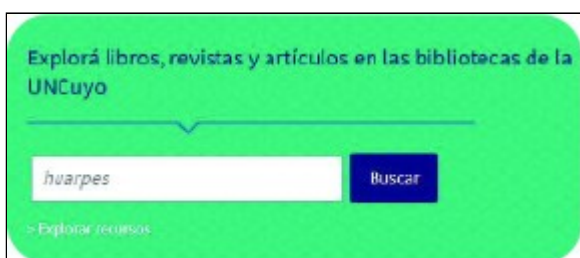 Explorá libros, revistas y artículos en las bibliotecas de la
UNCuyo
huarpes
Buscar
> Explorar recursos